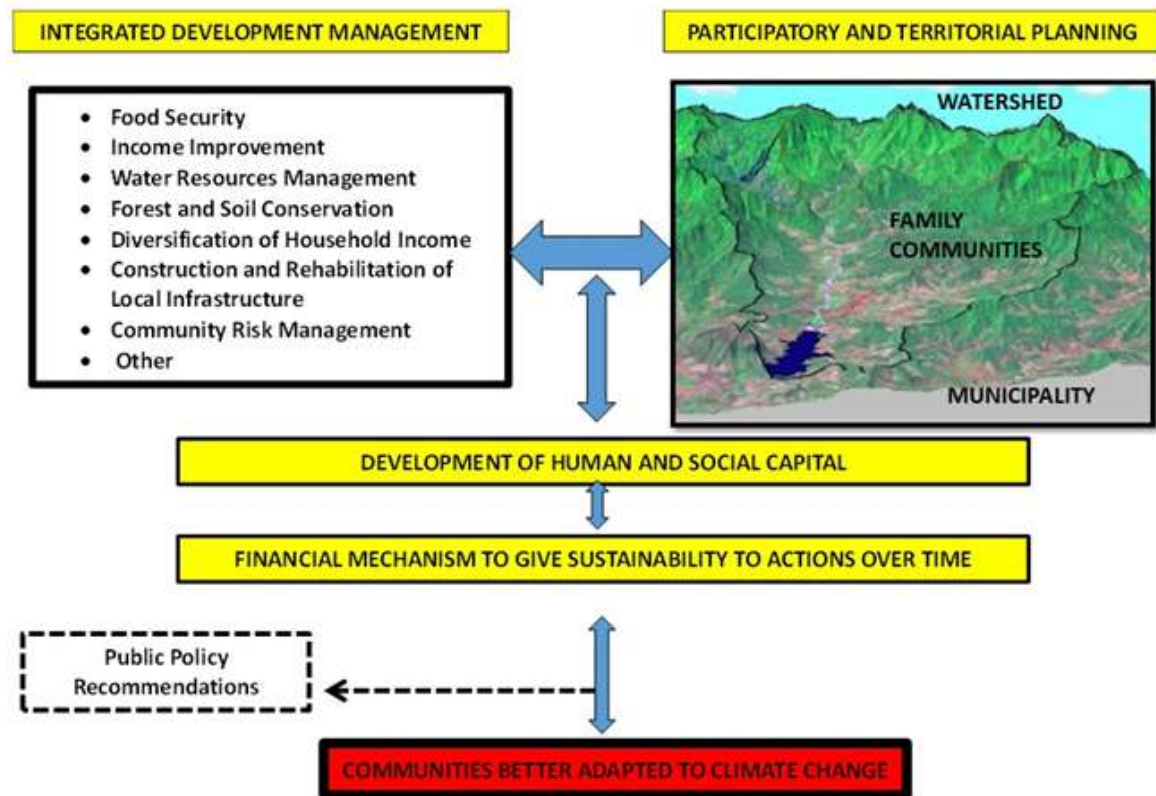 INTEGRATED DEVELOPMENT MANAGEMENT
PARTICIPATORY AND TERRITORIAL PLANNING
• Food Security
• Income Improvement
• Water Resources Management
• Forest and Soil Conservation
• Diversification of Household Income
• Construction and Rehabilitation of
Local Infrastructure
• Community Risk Management
• Other
WATERSHED
FAMILY
COMMUNITIES
MUNICIPALITY
DEVELOPMENT OF HUMAN AND SOCIAL CAPITAL
FINANCIAL MECHANISM TO GIVE SUSTAINABILITY TO ACTIONS OVER TIME
Public Policy
Recommendations
COMMUNITIES BETTER ADAPTED TO CLIMATE CHANGE